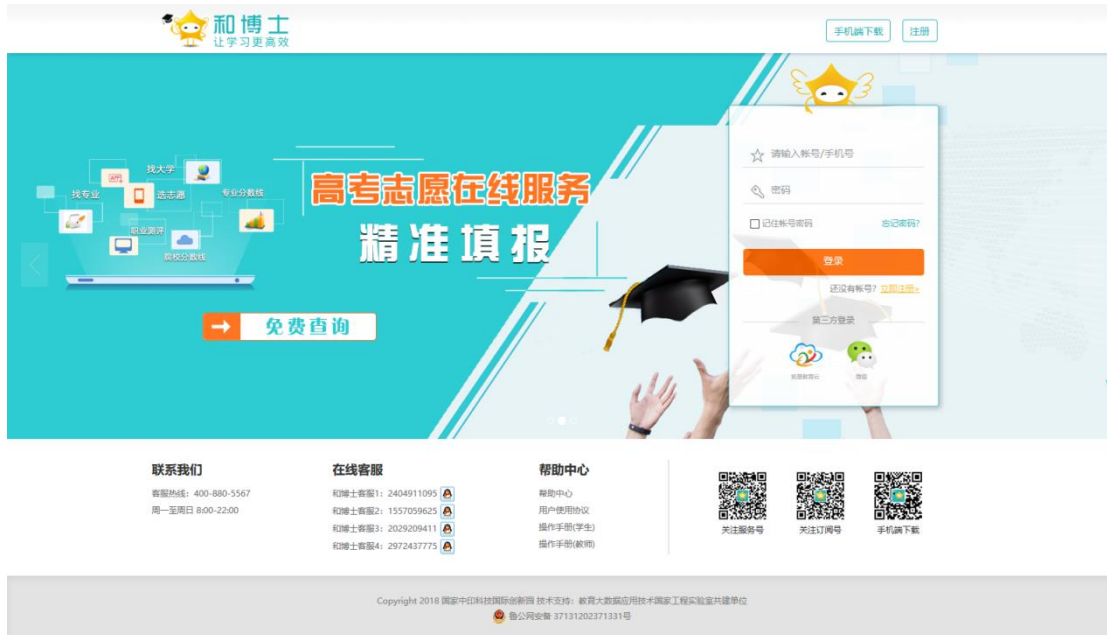 和博士
让学习更高效
手机端下载
注册
找大学
APP
找专业
选志愿
专业分数线
职业测评
院校分数线
高考志愿在线服务
精准填报
免费查询
请输入帐号/手机号
密码
记住帐号密码
忘记密码?
登录
还没有帐号? 立即注册»
第三方登录
微信
联系我们
客服热线: 400-880-5567
周一至周日 8:00-22:00
在线客服
和博士客服1: 2404911095
和博士客服2: 1557059625
和博士客服3: 2029209411
和博士客服4: 2972437775
帮助中心
帮助中心
用户使用协议
操作手册(学生)
操作手册(教师)
关注服务号
关注订阅号
手机端下载
Copyright 2018 国家中印科技国际创新园 技术支持: 教育大数据应用技术国家工程实验室共建单位
鲁公网安备 37131202371331号